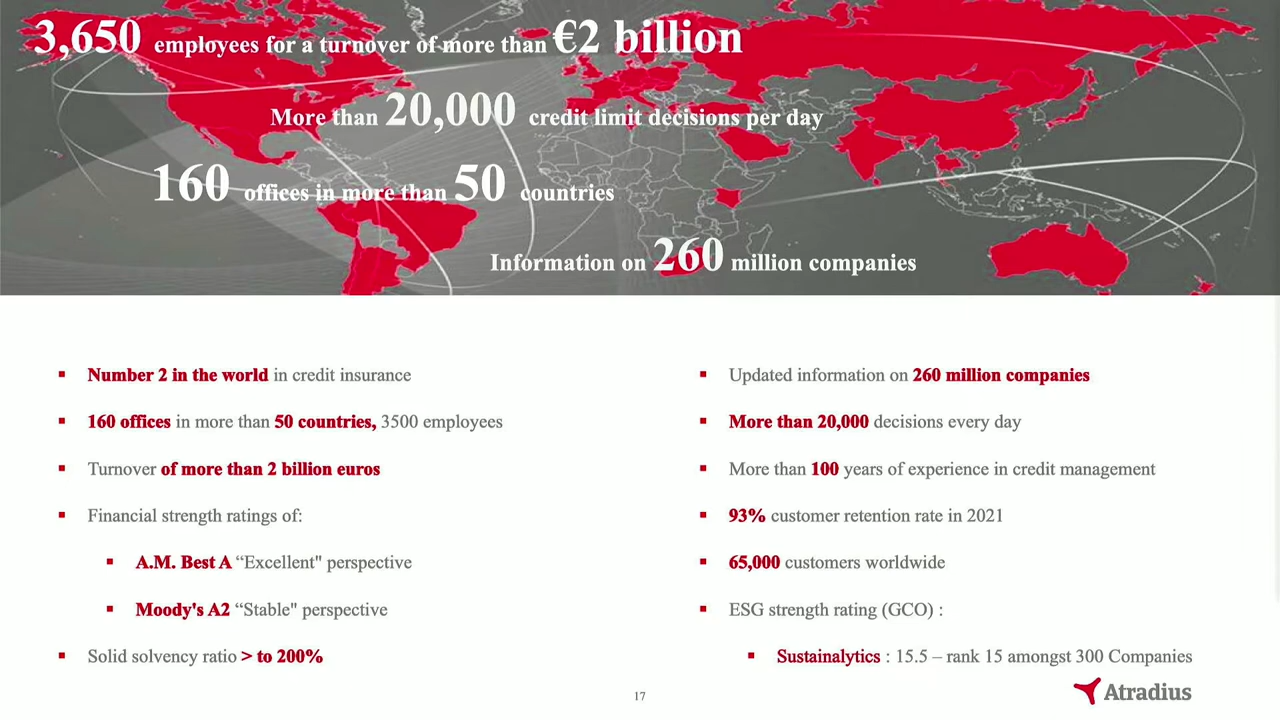 3,650 employees for a turnover of more than €2 billion
More than 20,000 credit limit decisions per day
160 offices in more than 50 countries
Information on 260 million companies
▪ Number 2 in the world in credit insurance
▪ 160 offices in more than 50 countries, 3500 employees
▪ Turnover of more than 2 billion euros
▪ Financial strength ratings of:
▪ A.M. Best A “Excellent" perspective
▪ Moody's A2 “Stable" perspective
▪ Solid solvency ratio > to 200%
▪ Updated information on 260 million companies
▪ More than 20,000 decisions every day
▪ More than 100 years of experience in credit management
▪ 93% customer retention rate in 2021
▪ 65,000 customers worldwide
▪ ESG strength rating (GCO) :
▪ Sustainalytics : 15.5 – rank 15 amongst 300 Companies
17
Atradius